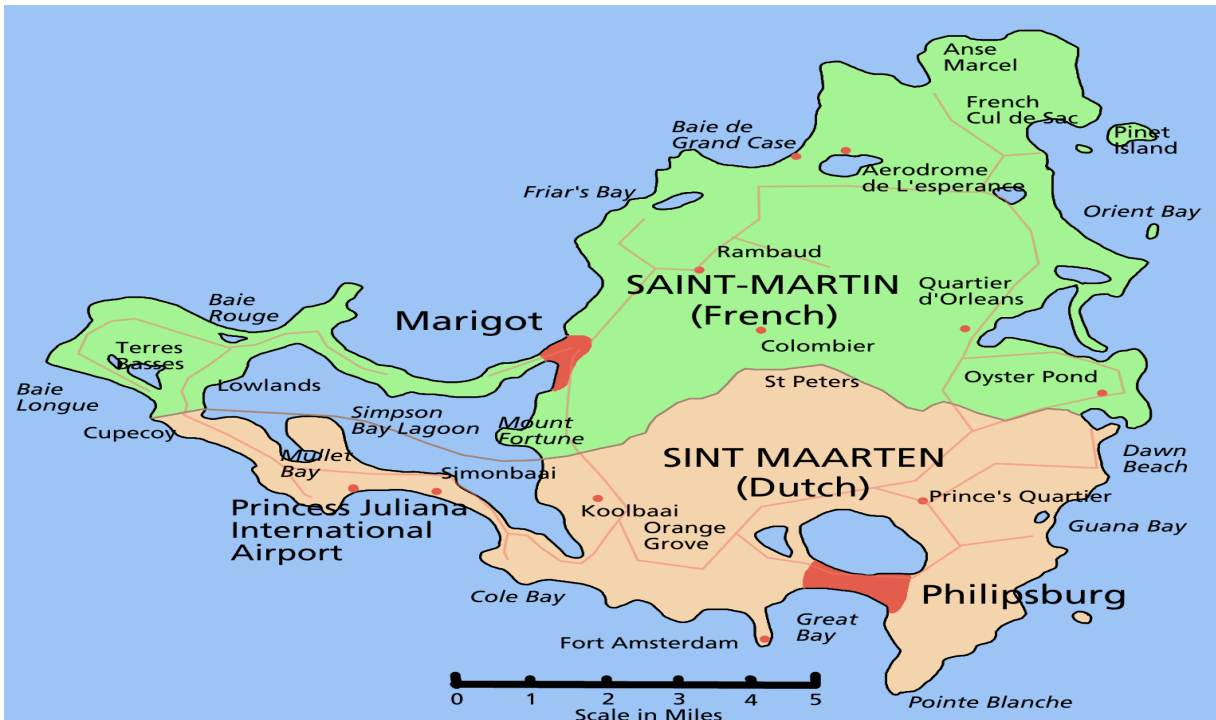 Anse
Marcel
French
Cul de Sac
Pinet
Island
Baie de
Grand Case
Aerodrome
de L'esperance
Friar's Bay
Orient Bay
Rambaud
SAINT-MARTIN
(French)
Quartier
d'Orleans
Baie
Rouge
Marigot
Terres
Basses
Colombier
Lowlands
St Peters
Oyster Pond
Baie
Longue
Simpson
Bay Lagoon
Mount
Fortune
Cupecoy
Mullet
Bay
Simonbaai
SINT MAARTEN
(Dutch)
Dawn
Beach
Princess Juliana
International
Airport
Koolbaai
Orange
Grove
Prince's Quartier
Guana Bay
Cole Bay
Philipsburg
Great
Bay
Fort Amsterdam
Pointe Blanche
0 1 2 3 4 5
Scale in Miles